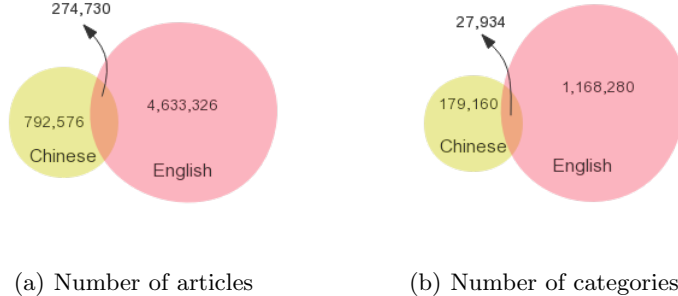 274,730
792,576
4,633,326
Chinese
English
(a) Number of articles
27,934
179,160
1,168,280
Chinese
English
(b) Number of categories